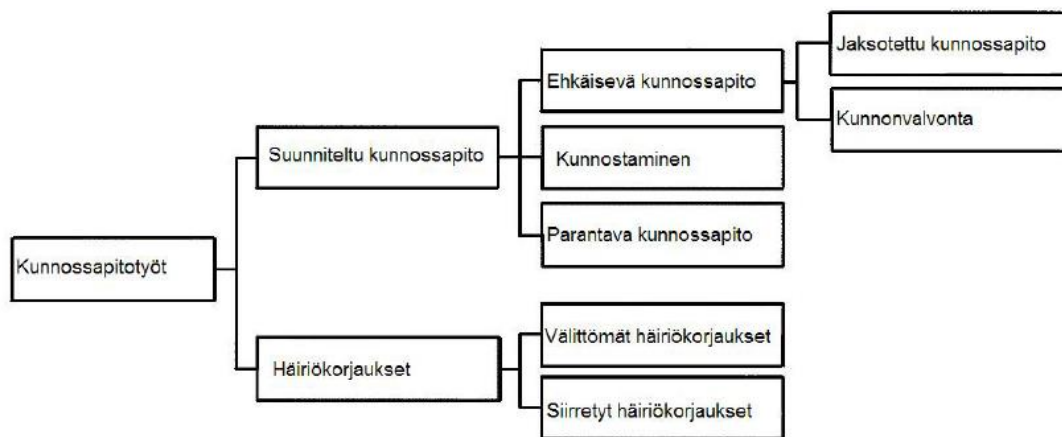 Jaksotettu kunnossapito
Ehkäisevä kunnossapito
Kunnonvalvonta
Suunniteltu kunnossapito
Kunnostaminen
Parantava kunnossapito
Kunnossapitotyöt
Välittömät häiriökorjaukset
Häiriökorjaukset
Siirretyt häiriökorjaukset